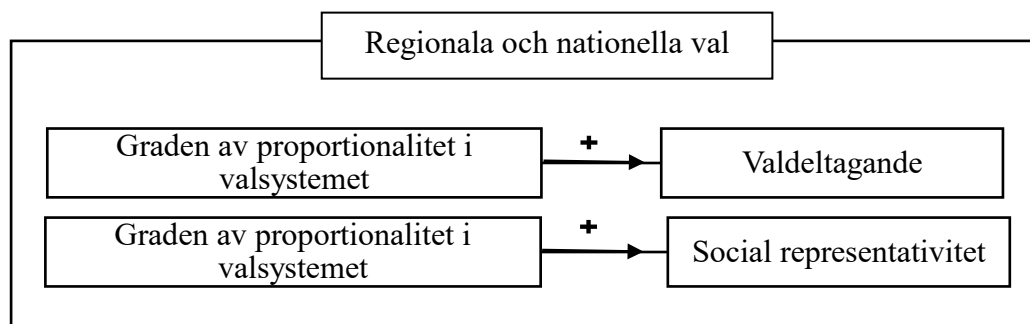 Regionala och nationella val
+
Graden av proportionalitet i
valsystemet
Valdeltagande
+
Graden av proportionalitet i
valsystemet
Social representativitet